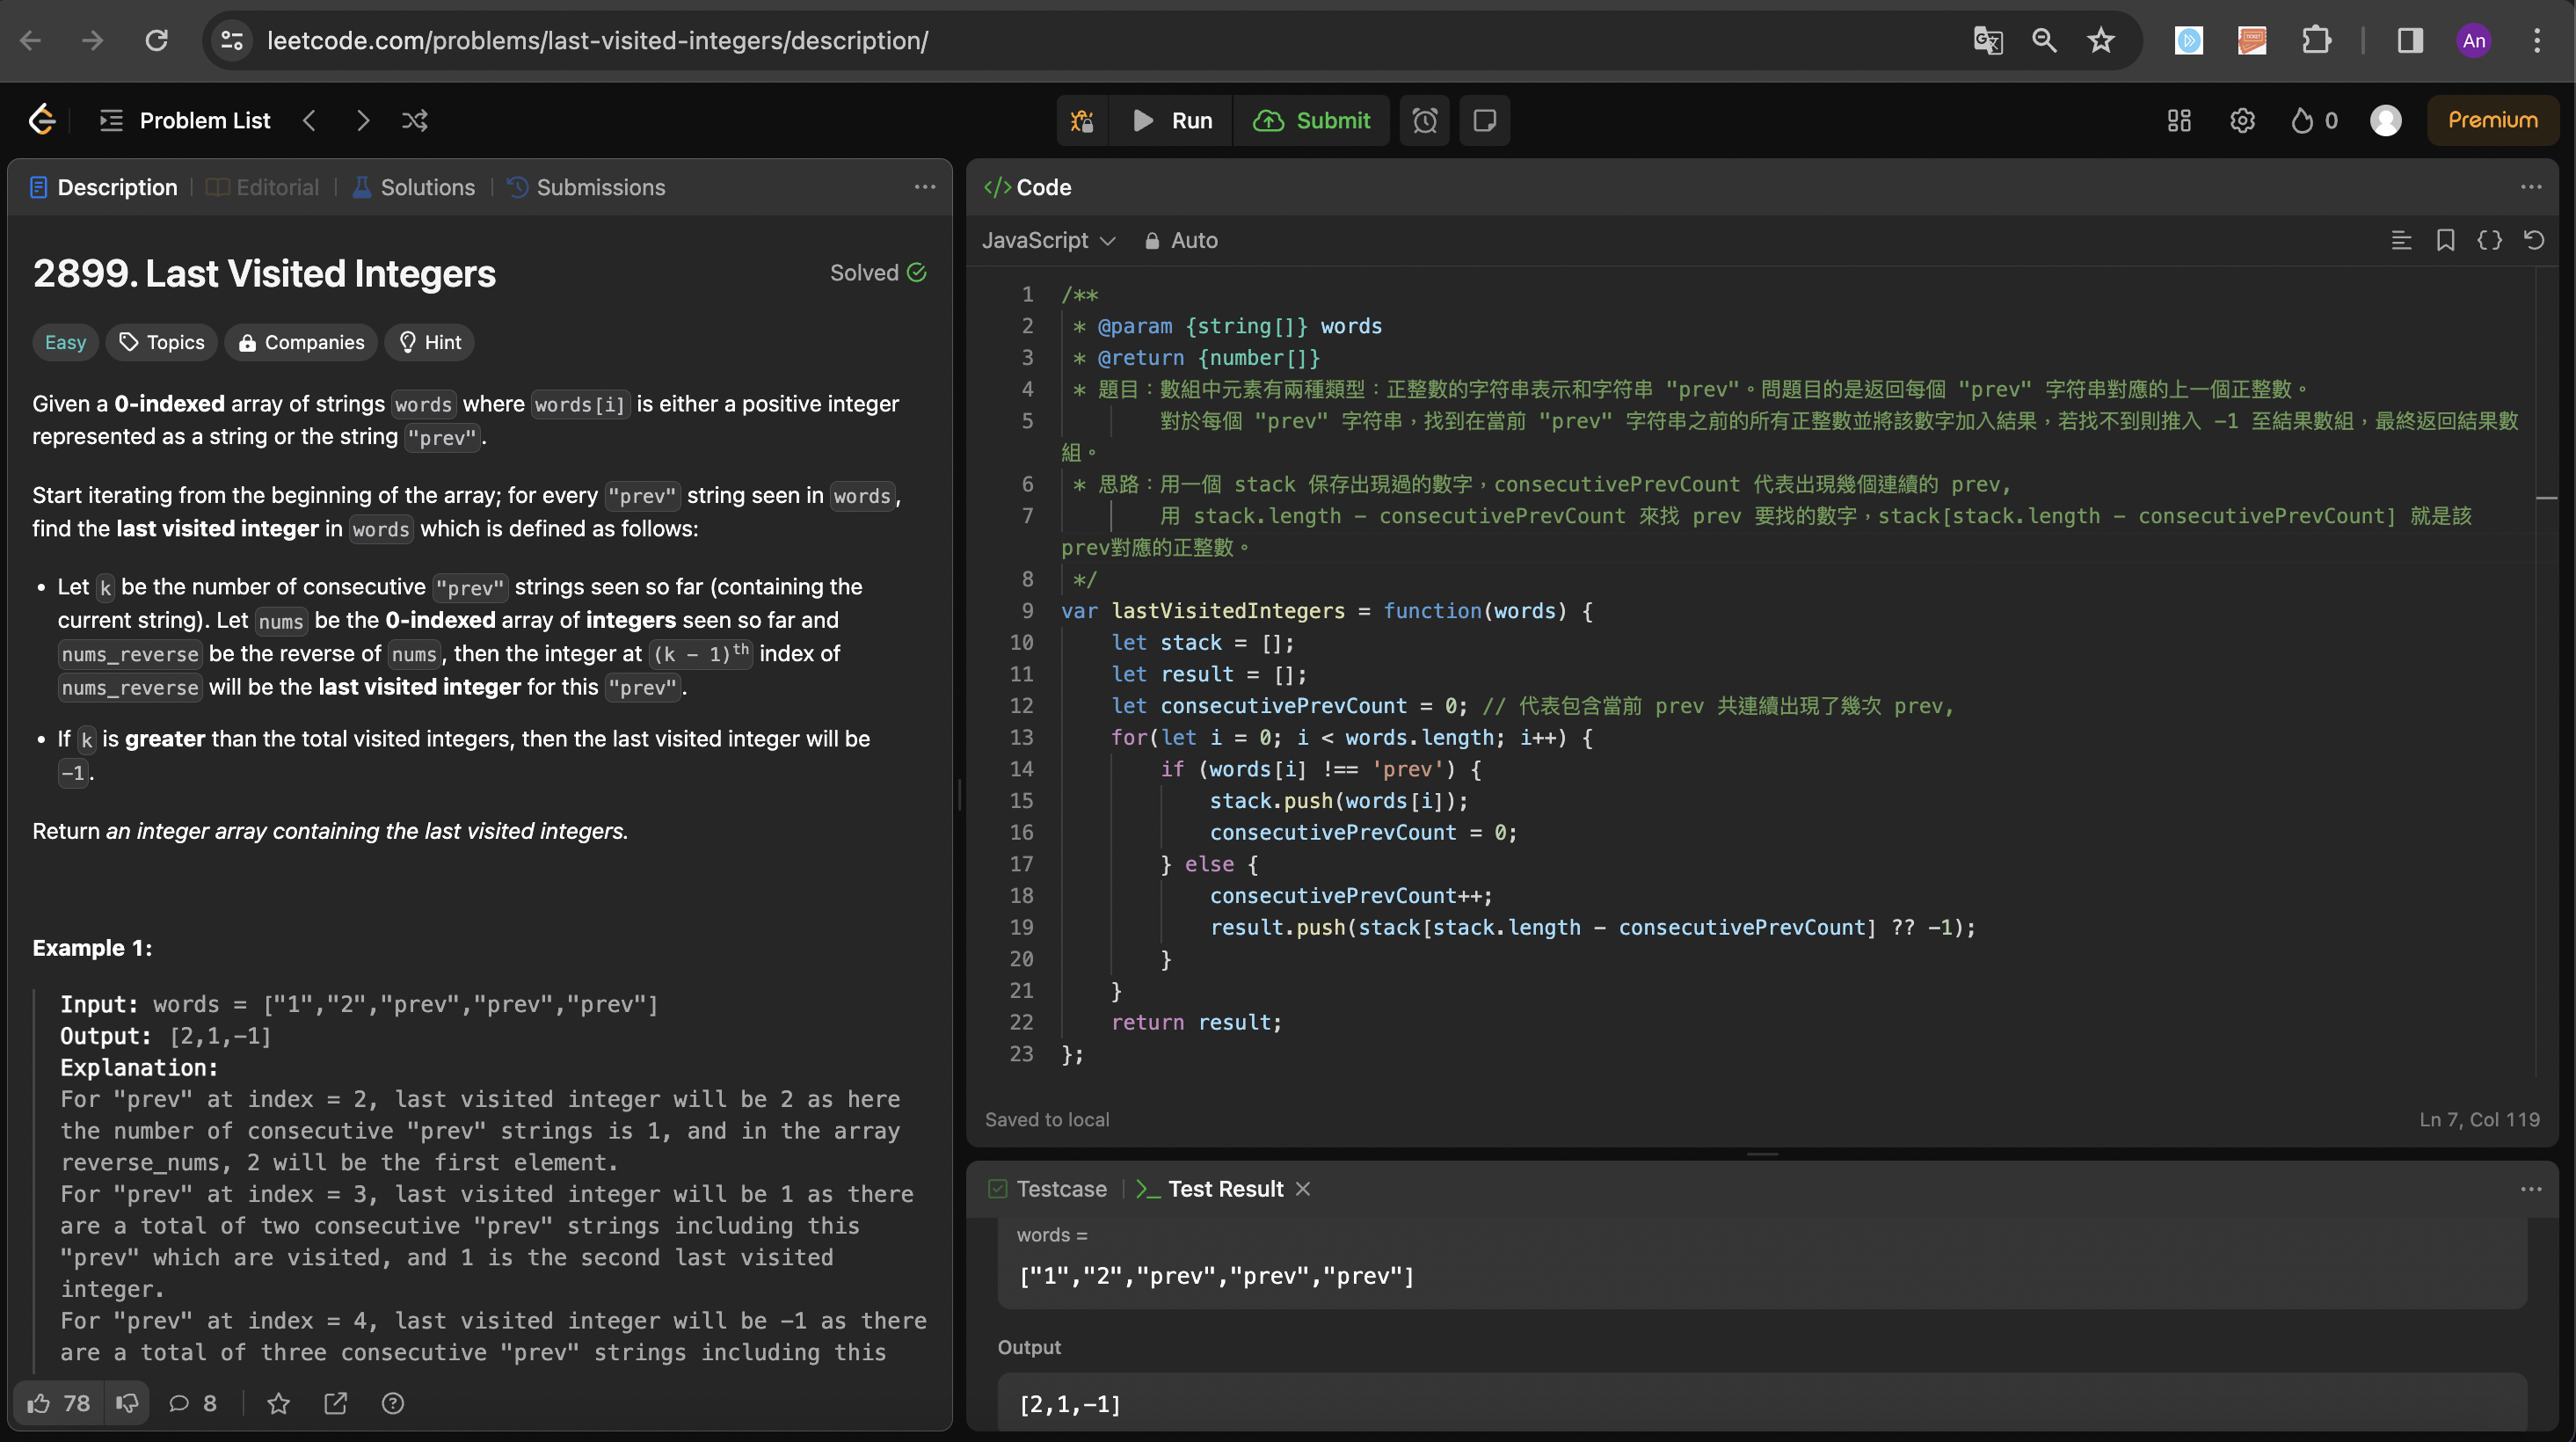 leetcode.com/problems/last-visited-integers/description/
An
Problem List
Run
Submit
0
Premium
Description
Editorial
Solutions
Submissions
2899. Last Visited Integers
Solved
Easy
Topics
Companies
Hint
Given a 0-indexed array of strings words where words[i] is either a positive integer
represented as a string or the string "prev".
Start iterating from the beginning of the array; for every "prev" string seen in words,
find the last visited integer in words which is defined as follows:
• Let k be the number of consecutive "prev" strings seen so far (containing the
current string). Let nums be the 0-indexed array of integers seen so far and
nums_reverse be the reverse of nums, then the integer at (k - 1)th index of
nums_reverse will be the last visited integer for this "prev".
• If k is greater than the total visited integers, then the last visited integer will be
-1.
Return an integer array containing the last visited integers.
Example 1:
Input: words = ["1","2","prev","prev","prev"]
Output: [2,1,-1]
Explanation:
For "prev" at index = 2, last visited integer will be 2 as here
the number of consecutive "prev" strings is 1, and in the array
reverse_nums, 2 will be the first element.
For "prev" at index = 3, last visited integer will be 1 as there
are a total of two consecutive "prev" strings including this
"prev" which are visited, and 1 is the second last visited
integer.
For "prev" at index = 4, last visited integer will be -1 as there
are a total of three consecutive "prev" strings including this
78
8
</> Code
JavaScript
Auto
1 /**
2 * @param {string[]} words
3 * @return {number[]}
4 * 題目：數組中元素有兩種類型：正整數的字符串表示和字符串 "prev"。問題目的是返回每個 "prev" 字符串對應的上一個正整數。
5 對於每個 "prev" 字符串，找到在當前 "prev" 字符串之前的所有正整數並將該數字加入結果，若找不到則推入 -1 至結果數組，最終返回結果數
組。
6 * 思路：用一個 stack 保存出現過的數字，consecutivePrevCount 代表出現幾個連續的 prev,
7 用 stack.length - consecutivePrevCount 來找 prev 要找的數字，stack[stack.length - consecutivePrevCount] 就是該
prev對應的正整數。
8 */
9 var lastVisitedIntegers = function(words) {
10 let stack = [];
11 let result = [];
12 let consecutivePrevCount = 0; // 代表包含當前 prev 共連續出現了幾次 prev,
13 for(let i = 0; i < words.length; i++) {
14 if (words[i] !== 'prev') {
15 stack.push(words[i]);
16 consecutivePrevCount = 0;
17 } else {
18 consecutivePrevCount++;
19 result.push(stack[stack.length - consecutivePrevCount] ?? -1);
20 }
21 }
22 return result;
23 };
Saved to local
Ln 7, Col 119
Testcase
Test Result
words =
["1","2","prev","prev","prev"]
Output
[2,1,-1]